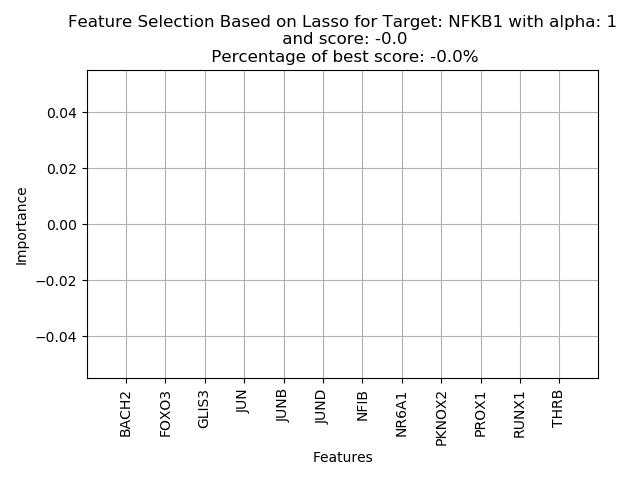 Feature Selection Based on Lasso for Target: NFKB1 with alpha: 1
and score: -0.0
Percentage of best score: -0.0%
0.04
0.02
0.00
−0.02
−0.04
Importance
BACH2
FOXO3
GLIS3
JUN
JUNB
JUND
NFIB
NR6A1
PKNOX2
PROX1
RUNX1
THRB
Features